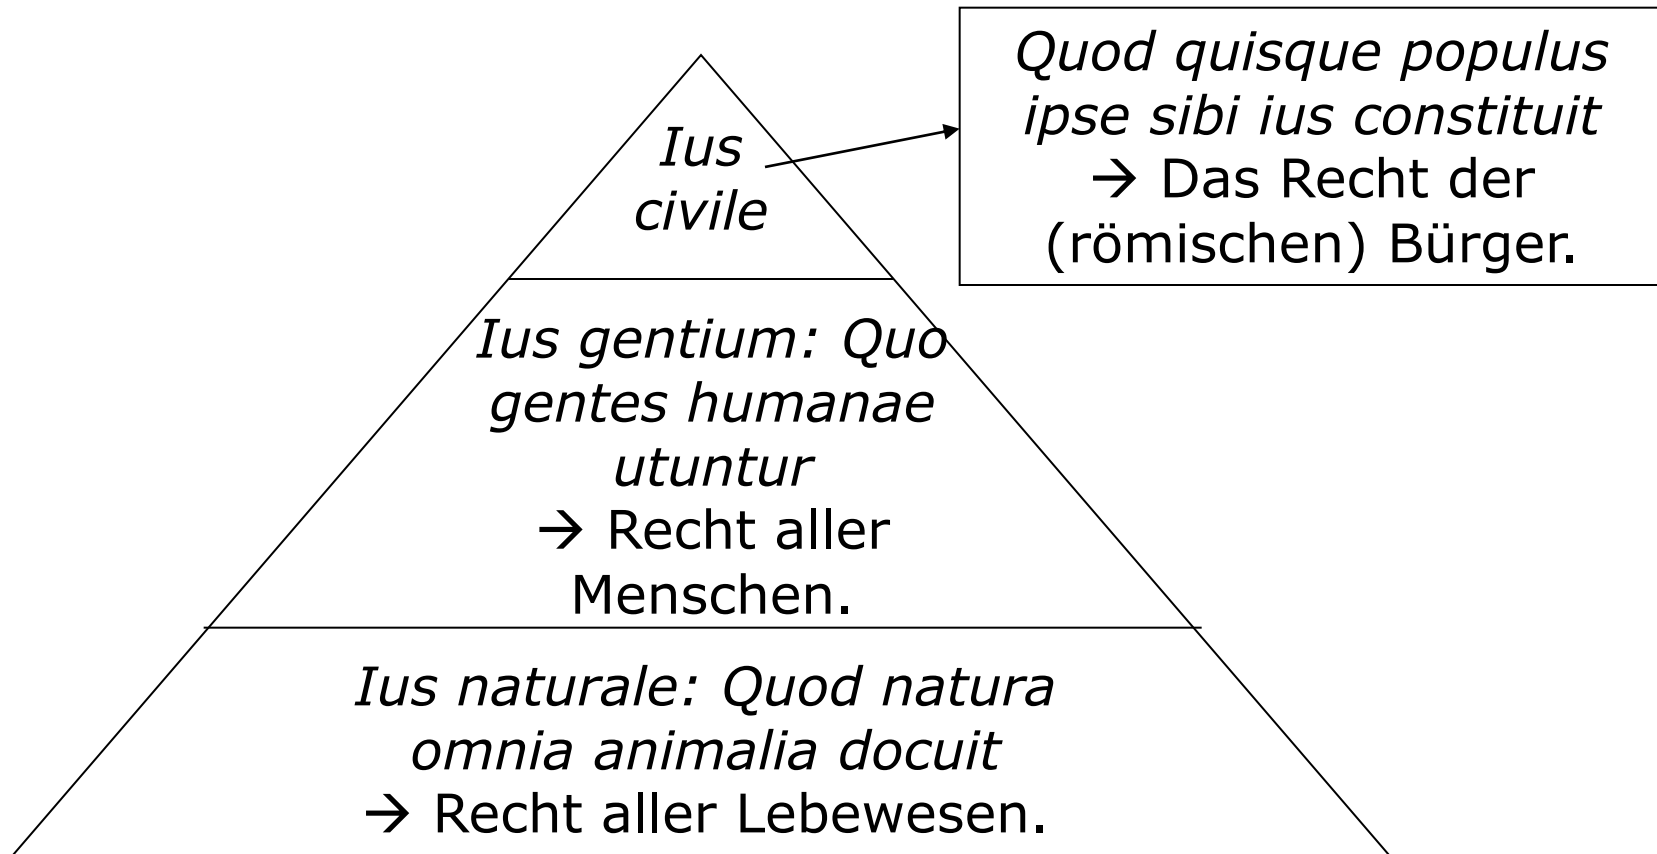 Ius
civile
Quod quisque populus
ipse sibi ius constituit
→ Das Recht der
(römischen) Bürger.
Ius gentium: Quo
gentes humanae
utuntur
→ Recht aller
Menschen.
Ius naturale: Quod natura
omnia animalia docuit
→ Recht aller Lebewesen.